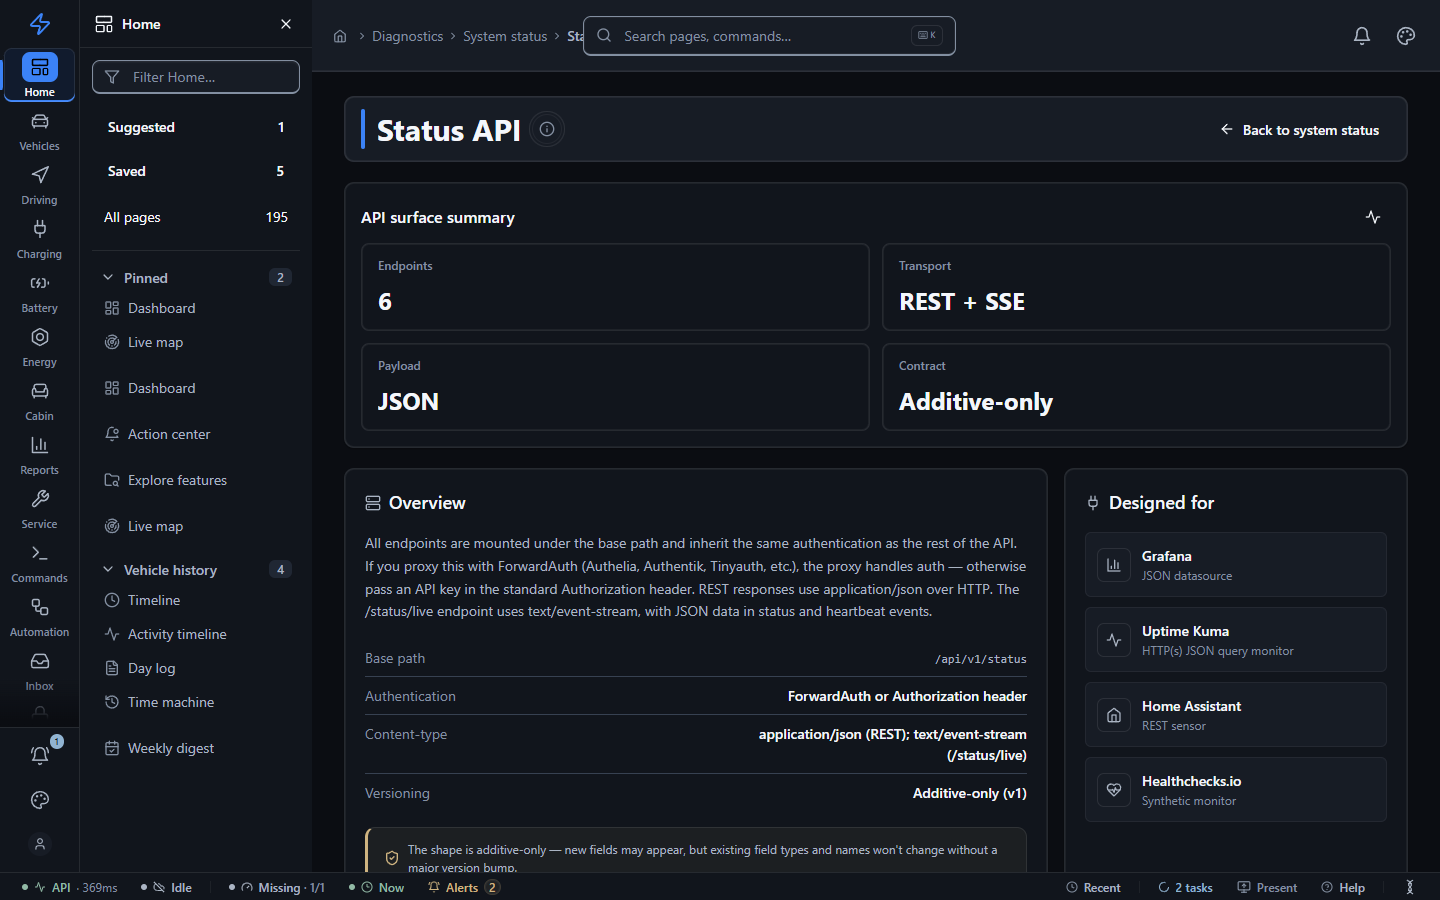 Home
Vehicles
Driving
Charging
Battery
Energy
Cabin
Reports
Service
Commands
Automation
Inbox
1
Home
Filter Home...
Suggested 1
Saved 5
All pages 195
Pinned 2
Dashboard
Live map
Dashboard
Action center
Explore features
Live map
Vehicle history 4
Timeline
Activity timeline
Day log
Time machine
Weekly digest
Diagnostics > System status > Sta
Search pages, commands... K
Status API
Back to system status
API surface summary
Endpoints
6
Transport
REST + SSE
Payload
JSON
Contract
Additive-only
Overview
All endpoints are mounted under the base path and inherit the same authentication as the rest of the API.
If you proxy this with ForwardAuth (Authelia, Authentik, Tinyauth, etc.), the proxy handles auth — otherwise
pass an API key in the standard Authorization header. REST responses use application/json over HTTP. The
/status/live endpoint uses text/event-stream, with JSON data in status and heartbeat events.
Base path /api/v1/status
Authentication ForwardAuth or Authorization header
Content-type application/json (REST); text/event-stream
(/status/live)
Versioning Additive-only (v1)
The shape is additive-only — new fields may appear, but existing field types and names won't change without a
major version bump.
Designed for
Grafana
JSON datasource
Uptime Kuma
HTTP(s) JSON query monitor
Home Assistant
REST sensor
Healthchecks.io
Synthetic monitor
API · 369ms
Idle
Missing · 1/1
Now
Alerts 2
Recent
2 tasks
Present
Help